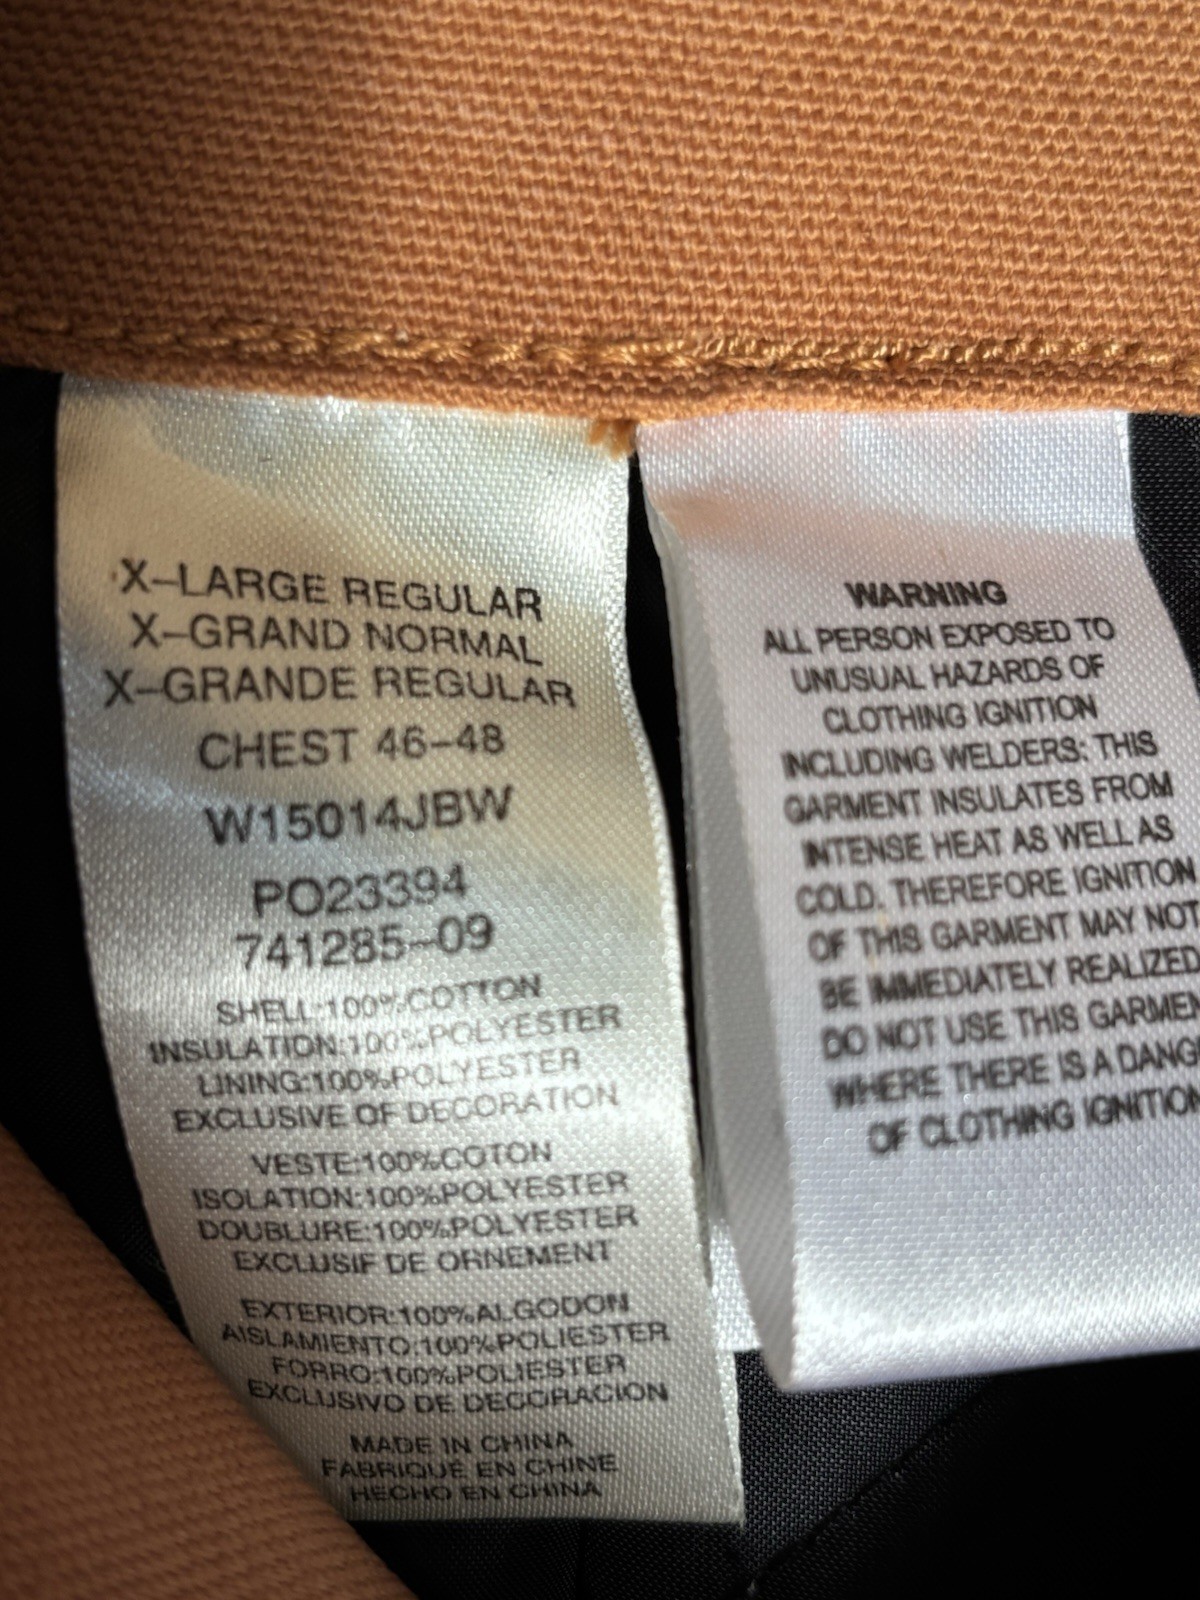 X-LARGE REGULAR
X-GRAND NORMAL
X-GRANDE REGULAR
CHEST 46-48
W15014JBW
PO23394
741285-09
SHELL:100%COTTON
INSULATION:100%POLYESTER
LINING:100%POLYESTER
EXCLUSIVE OF DECORATION
VESTE:100%COTON
ISOLATION:100%POLYESTER
DOUBLURE:100%POLYESTER
EXCLUSIF DE ORNEMENT
EXTERIOR:100%ALGODON
AISLAMIENTO:100%POLIESTER
FORRO:100%POLIESTER
EXCLUSIVO DE DECORACION
MADE IN CHINA
FABRIQUE EN CHINE
HECHO EN CHINA
WARNING
ALL PERSON EXPOSED TO
UNUSUAL HAZARDS OF
CLOTHING IGNITION
INCLUDING WELDERS: THIS
GARMENT INSULATES FROM
INTENSE HEAT AS WELL AS
COLD. THEREFORE IGNITION
OF THIS GARMENT MAY NOT
BE IMMEDIATELY REALIZED
DO NOT USE THIS GARMEN
WHERE THERE IS A DANG
OF CLOTHING IGNITION